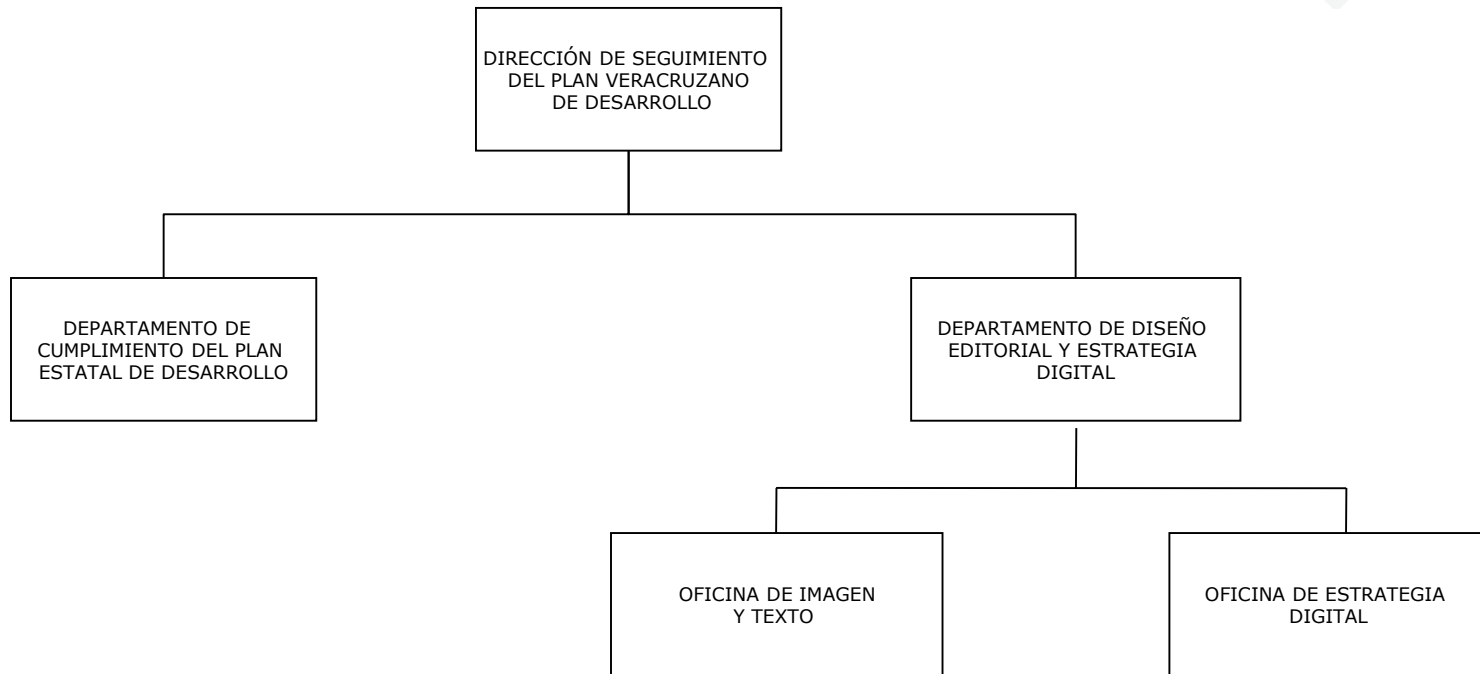 DIRECCIÓN DE SEGUIMIENTO
DEL PLAN VERACRUZANO
DE DESARROLLO
DEPARTAMENTO DE
CUMPLIMIENTO DEL PLAN
ESTATAL DE DESARROLLO
DEPARTAMENTO DE DISEÑO
EDITORIAL Y ESTRATEGIA
DIGITAL
OFICINA DE IMAGEN
Y TEXTO
OFICINA DE ESTRATEGIA
DIGITAL